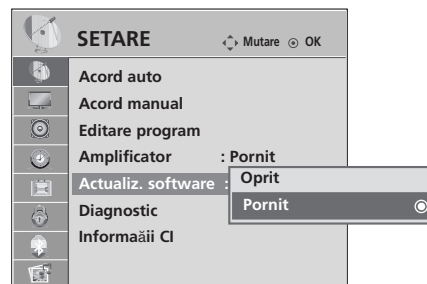 SETARE Mutare OK
Acord auto
Acord manual
Editare program
Amplificator : Pornit
Actualiz. software :
Oprit
Pornit
Diagnostic
Informaăii CI